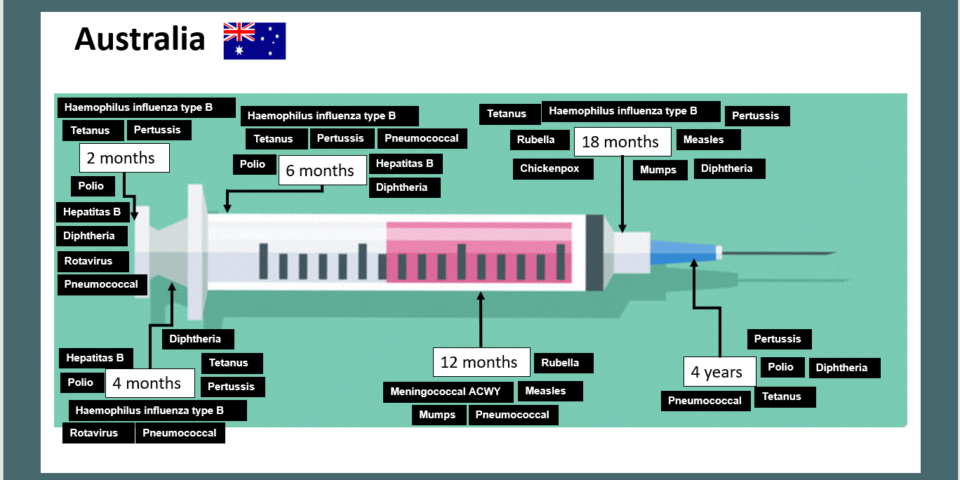 Australia
Haemophilus influenza type B
Tetanus
Pertussis
2 months
Polio
Hepatitas B
Diphtheria
Rotavirus
Pneumococcal
Haemophilus influenza type B
Tetanus
Pertussis
Pneumococcal
Polio
6 months
Hepatitas B
Diphtheria
Tetanus
Haemophilus influenza type B
Pertussis
Rubella
18 months
Measles
Chickenpox
Mumps
Diphtheria
Diphtheria
Hepatitas B
Tetanus
Polio
4 months
Pertussis
Haemophilus influenza type B
Rotavirus
Pneumococcal
12 months
Rubella
Meningococcal ACWY
Measles
Mumps
Pneumococcal
Pertussis
4 years
Polio
Diphtheria
Pneumococcal
Tetanus